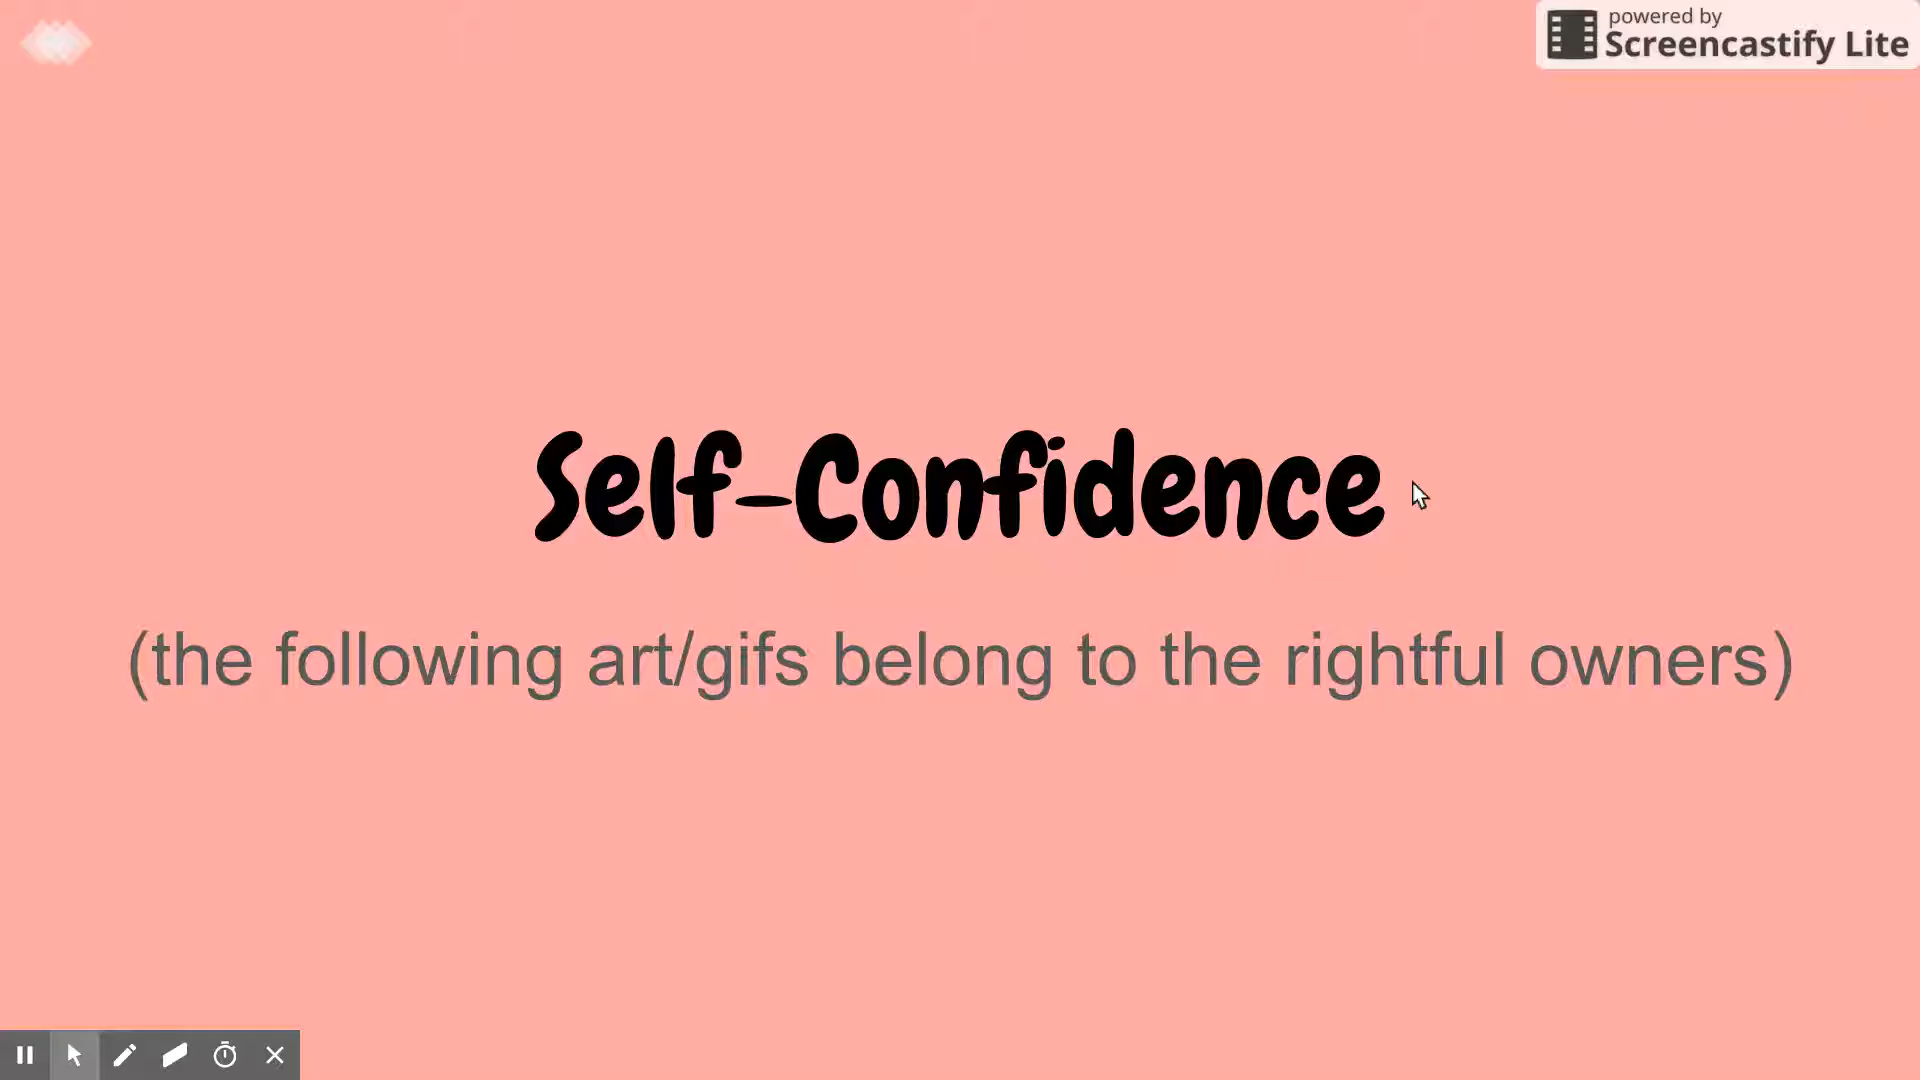 powered by
Screencastify Lite
Self-Confidence
(the following art/gifs belong to the rightful owners)